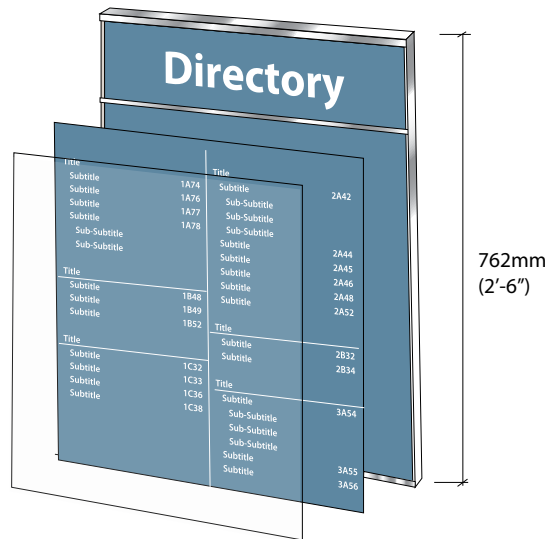 Directory
Title
Subtitle 1A74
Subtitle 1A76
Subtitle 1A77
Subtitle 1A78
Sub-Subtitle
Sub-Subtitle
Title
Subtitle 1B48
Subtitle 1B49
Subtitle 1B52
Title
Subtitle 1C32
Subtitle 1C33
Subtitle 1C36
Subtitle 1C38
Title
Subtitle 2A42
Sub-Subtitle
Sub-Subtitle
Sub-Subtitle
Subtitle 2A44
Subtitle 2A45
Subtitle 2A46
Subtitle 2A48
Subtitle 2A52
Title
Subtitle 2B32
Subtitle 2B34
Title
Subtitle 3A54
Sub-Subtitle
Sub-Subtitle
Sub-Subtitle
Subtitle 3A55
Subtitle 3A56
762mm
(2'-6")